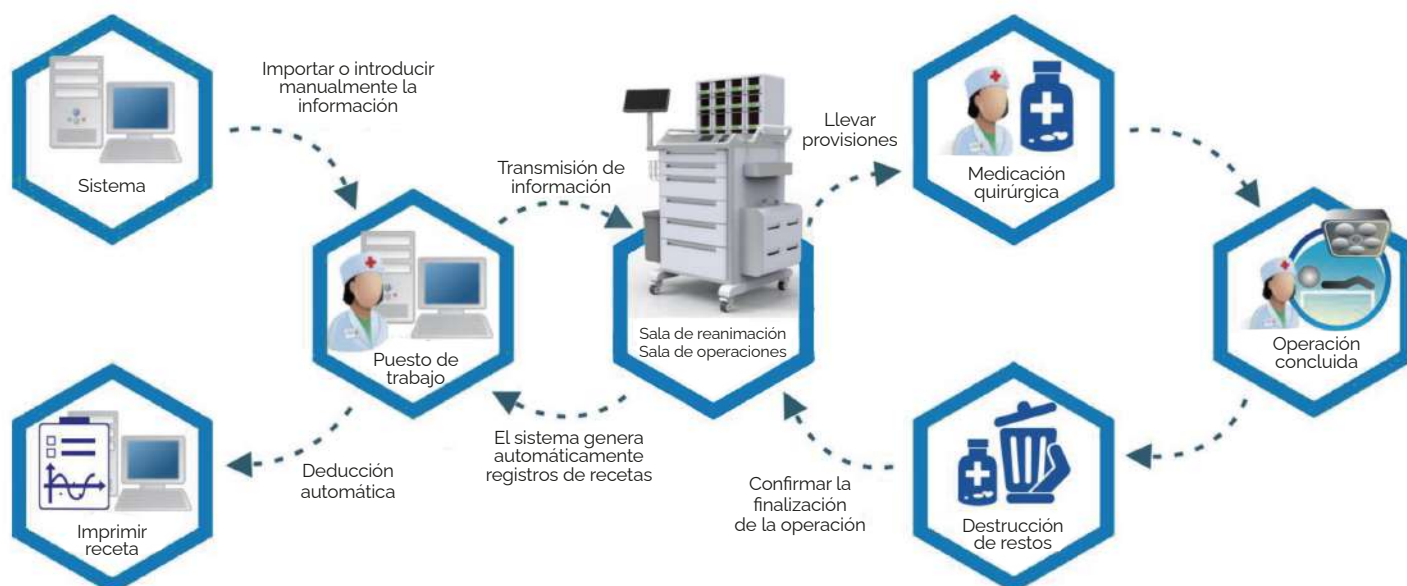 Importar o introducir
manualmente la
información
Sistema
Transmisión de
información
Llevar
provisiones
Medicación
quirúrgica
Puesto de
trabajo
Sala de reanimación
Sala de operaciones
Operación
concluida
El sistema genera
automáticamente
registros de recetas
Deducción
automática
Confirmar la
finalización
de la operación
Imprimir
receta
Destrucción
de restos